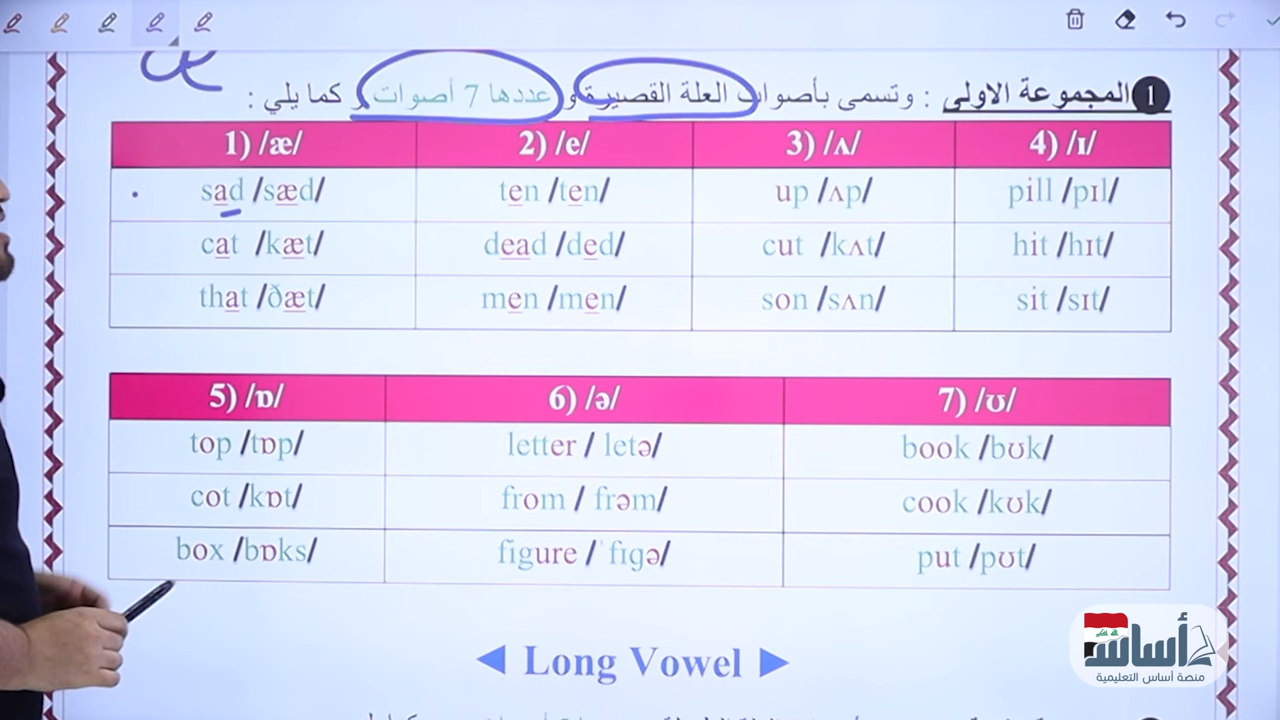 ❶ المجموعة الاولى : وتسمى بأصوات العلة القصيرة وعددها 7 أصوات و كما يلي :
1) /æ/ 2) /e/ 3) /ʌ/ 4) /ɪ/
sad /sæd/ ten /ten/ up /ʌp/ pill /pɪl/
cat /kæt/ dead /ded/ cut /kʌt/ hit /hɪt/
that /ðæt/ men /men/ son /sʌn/ sit /sɪt/
5) /ɒ/ 6) /ə/ 7) /ʊ/
top /tɒp/ letter / letə/ book /bʊk/
cot /kɒt/ from / frəm/ cook /kʊk/
box /bɒks/ figure /ˈfɪɡə/ put /pʊt/
◄ Long Vowel ►
أساس
منصة أساس التعليمية